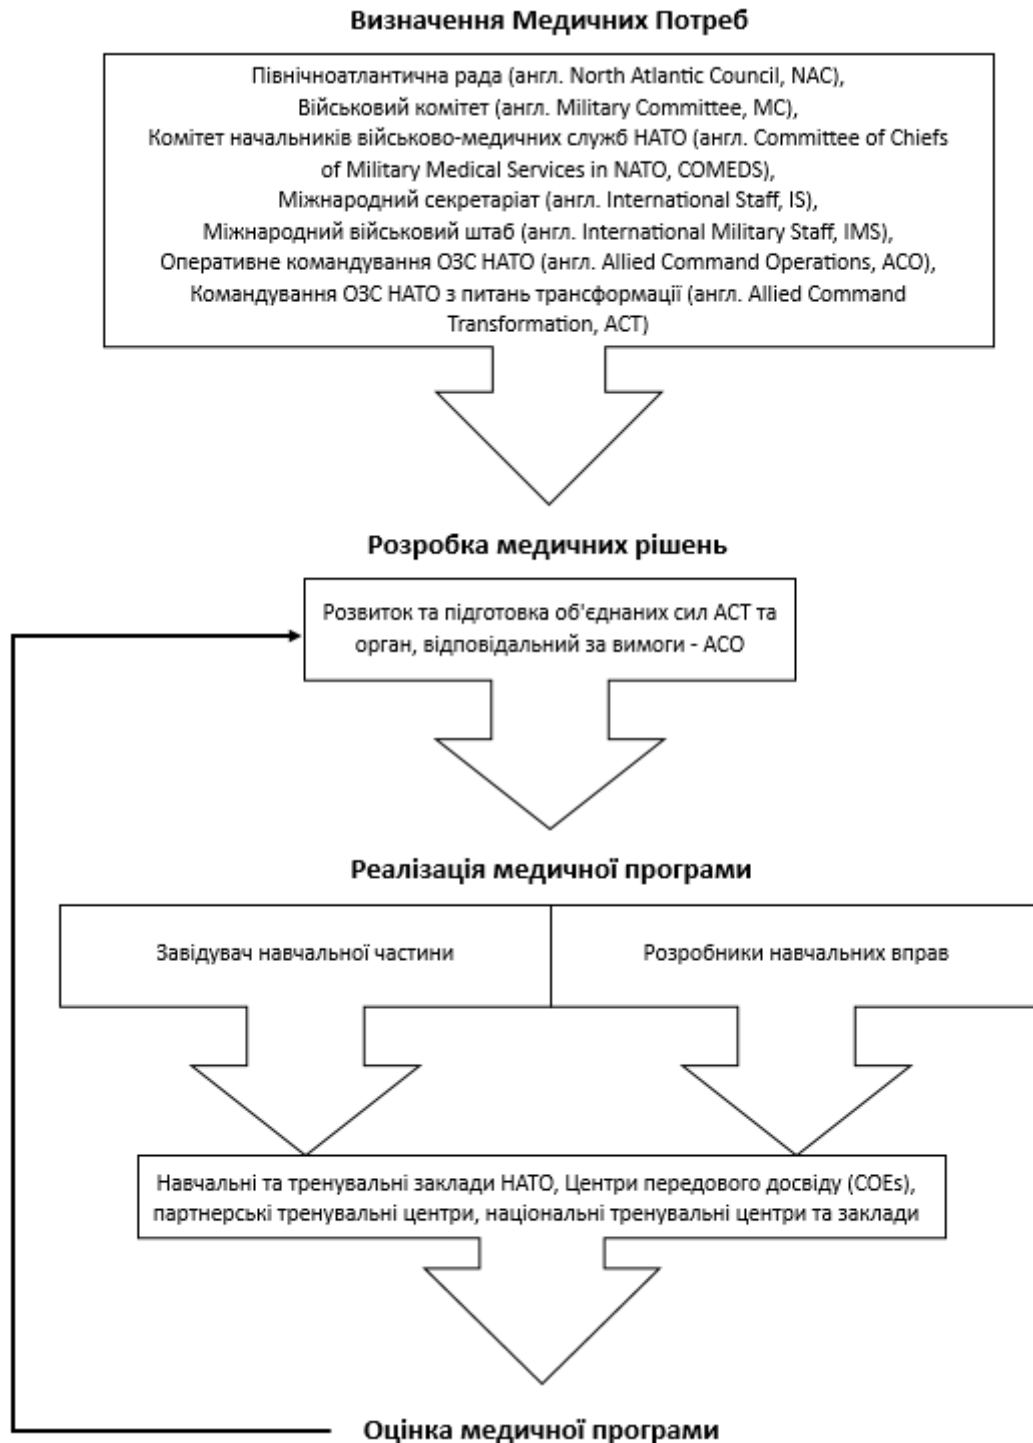 Визначення Медичних Потреб
Північноатлантична рада (англ. North Atlantic Council, NAC),
Військовий комітет (англ. Military Committee, MC),
Комітет начальників військово-медичних служб НАТО (англ. Committee of Chiefs
of Military Medical Services in NATO, COMEDS),
Міжнародний секретаріат (англ. International Staff, IS),
Міжнародний військовий штаб (англ. International Military Staff, IMS),
Оперативне командування ОЗС НАТО (англ. Allied Command Operations, ACO),
Командування ОЗС НАТО з питань трансформації (англ. Allied Command
Transformation, ACT)
Розробка медичних рішень
Розвиток та підготовка об'єднаних сил АСТ та
орган, відповідальний за вимоги - АСО
Реалізація медичної програми
Завідувач навчальної частини
Розробники навчальних вправ
Навчальні та тренувальні заклади НАТО, Центри передового досвіду (COEs),
партнерські тренувальні центри, національні тренувальні центри та заклади
Оцінка медичної програми